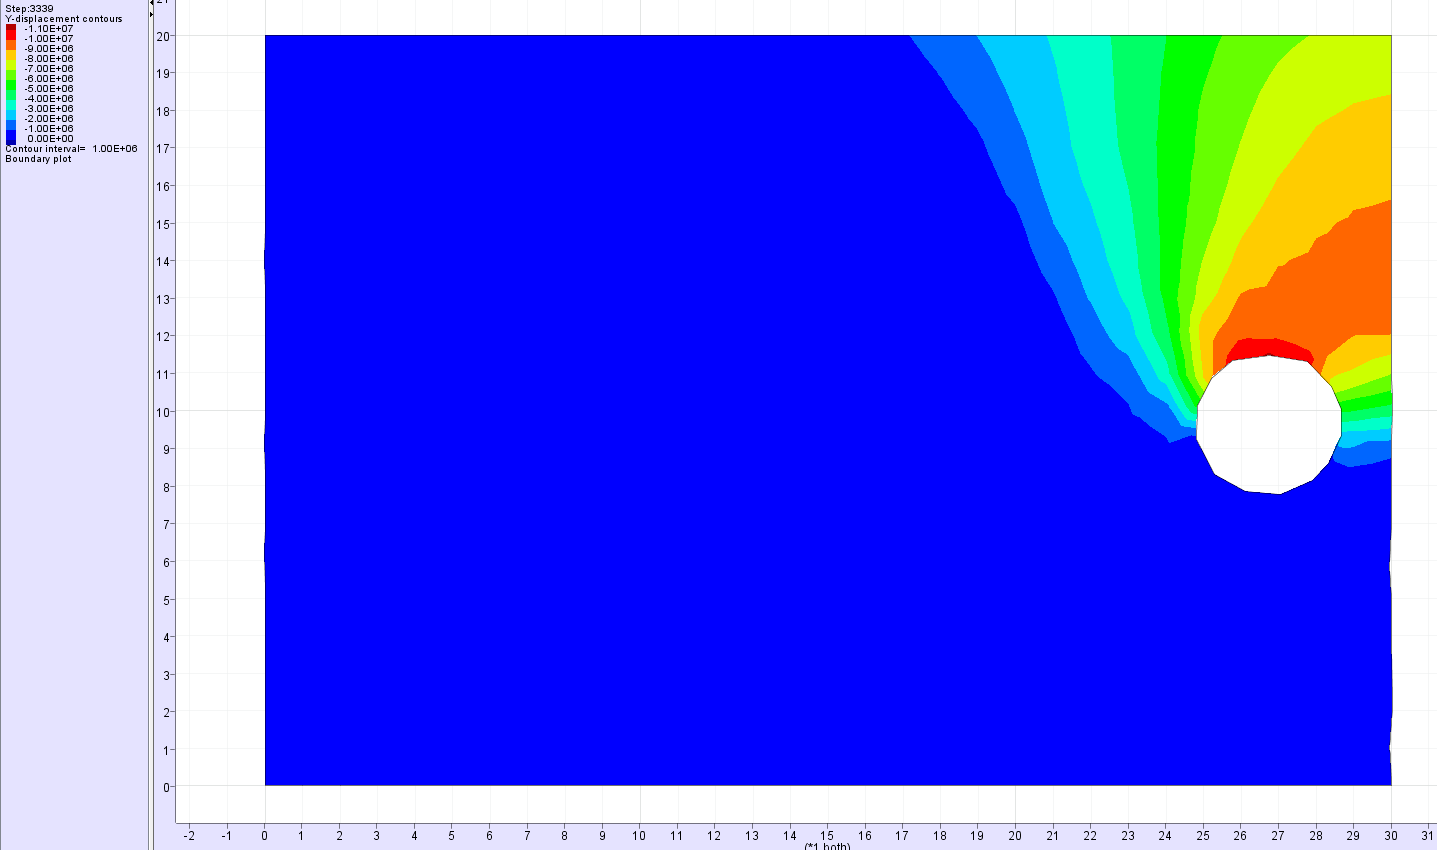 Step:3339
Y-displacement contours
-1.10E+07
-1.00E+07
-9.00E+06
-8.00E+06
-7.00E+06
-6.00E+06
-5.00E+06
-4.00E+06
-3.00E+06
-2.00E+06
-1.00E+06
0.00E+00
Contour interval= 1.00E+06
Boundary plot
21
20
19
18
17
16
15
14
13
12
11
10
9
8
7
6
5
4
3
2
1
0
-2 -1 0 1 2 3 4 5 6 7 8 9 10 11 12 13 14 15 16 17 18 19 20 21 22 23 24 25 26 27 28 29 30 31
(*1 both)